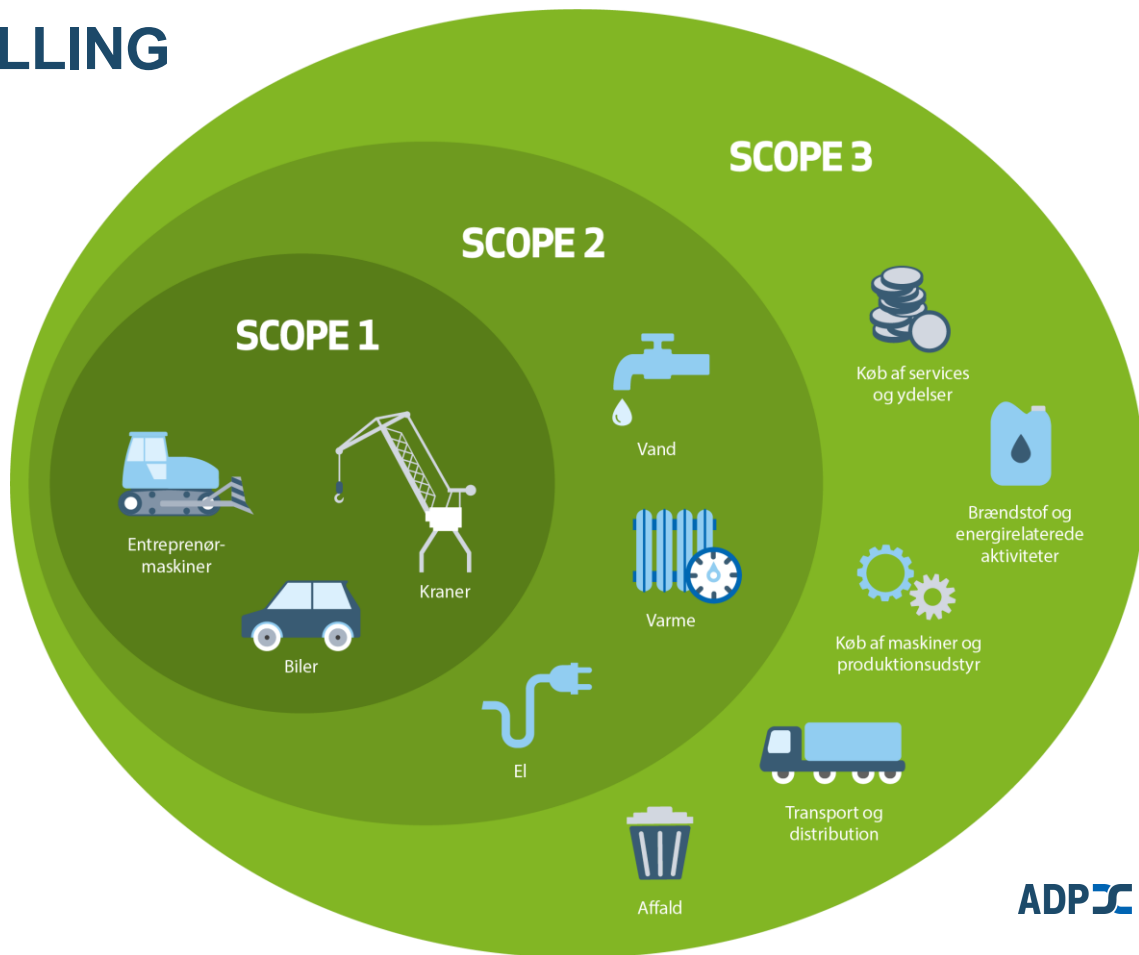 LLING
SCOPE 3
SCOPE 2
SCOPE 1
Køb af services
og ydelser
Vand
Brændstof og
energirelaterede
aktiviteter
Entreprenør-
maskiner
Kraner
Varme
Køb af maskiner og
produktionsudstyr
Biler
El
Transport og
distribution
Affald
ADP